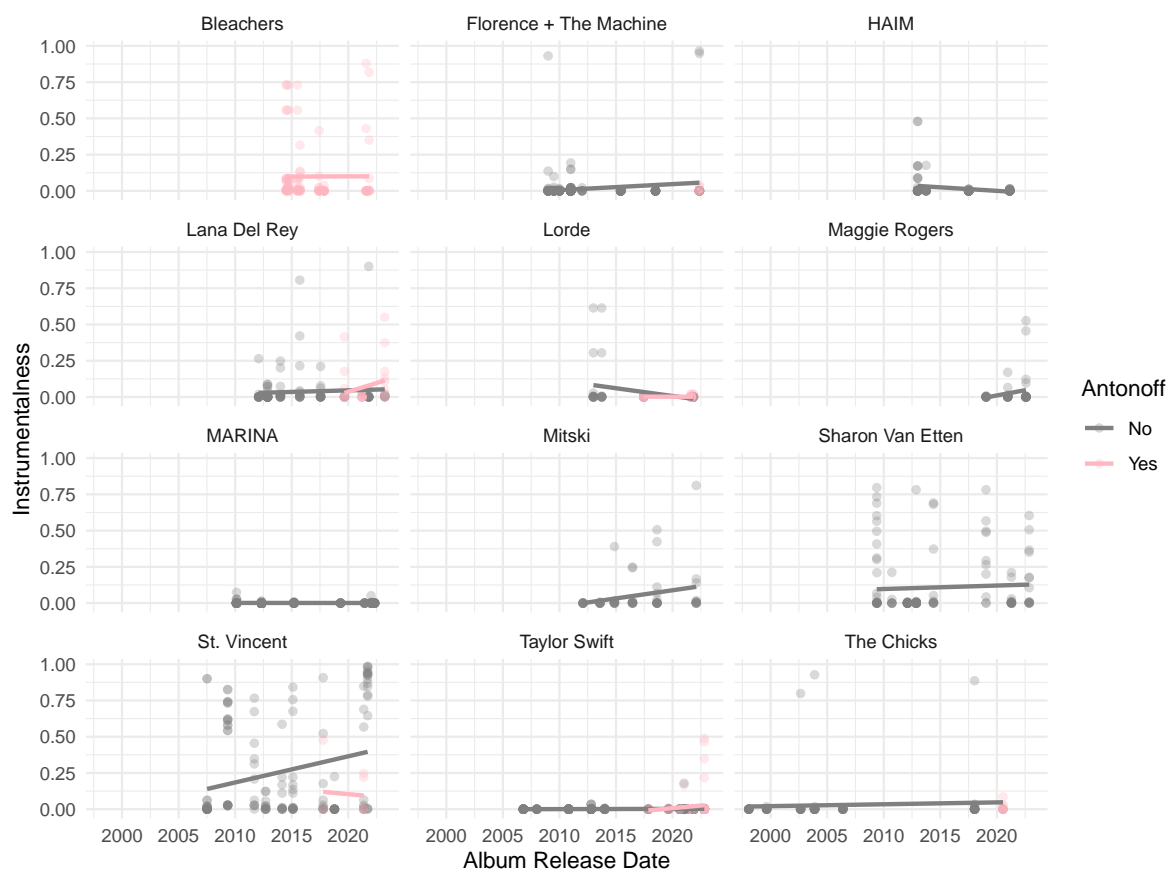 Bleachers Florence + The Machine HAIM
1.00
0.75
0.50
0.25
0.00
Lana Del Rey Lorde Maggie Rogers
1.00
0.75
0.50
0.25
0.00
MARINA Mitski Sharon Van Etten
1.00
0.75
0.50
0.25
0.00
St. Vincent Taylor Swift The Chicks
1.00
0.75
0.50
0.25
0.00
2000 2005 2010 2015 2020 2000 2005 2010 2015 2020 2000 2005 2010 2015 2020
Album Release Date
Instrumentalness
Antonoff
No
Yes